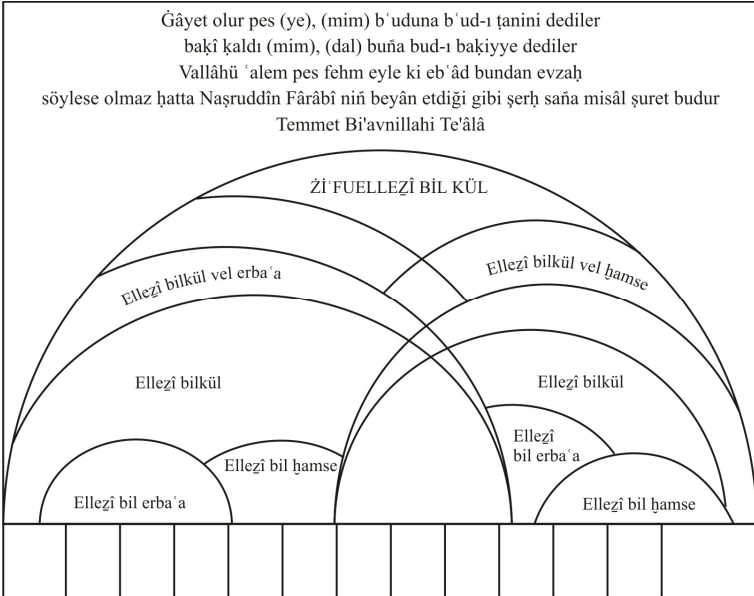 Ġâyet olur pes (ye), (mim) bʿuduna bʿud-ı ṭanini dediler
baḳî ḳaldı (mim), (dal) buña bud-ı baḳiyye dediler
Vallâhü ʿalem pes fehm eyle ki ebʿâd bundan evzaḥ
söylese olmaz ḥatta Naṣruddîn Fârâbî niñ beyân etdiği gibi şerḥ saña misâl ṣuret budur
Temmet Bi'avnillahi Te'âlâ
ŻİʿFUELLEẔÎ BİL KÜL
Elleẕî bilkül vel erbaʿa
Elleẕî bilkül vel ḫamse
Elleẕî bilkül
Elleẕî bilkül
Elleẕî
bil erbaʿa
Elleẕî bil ḫamse
Elleẕî bil erbaʿa
Elleẕî bil ḫamse